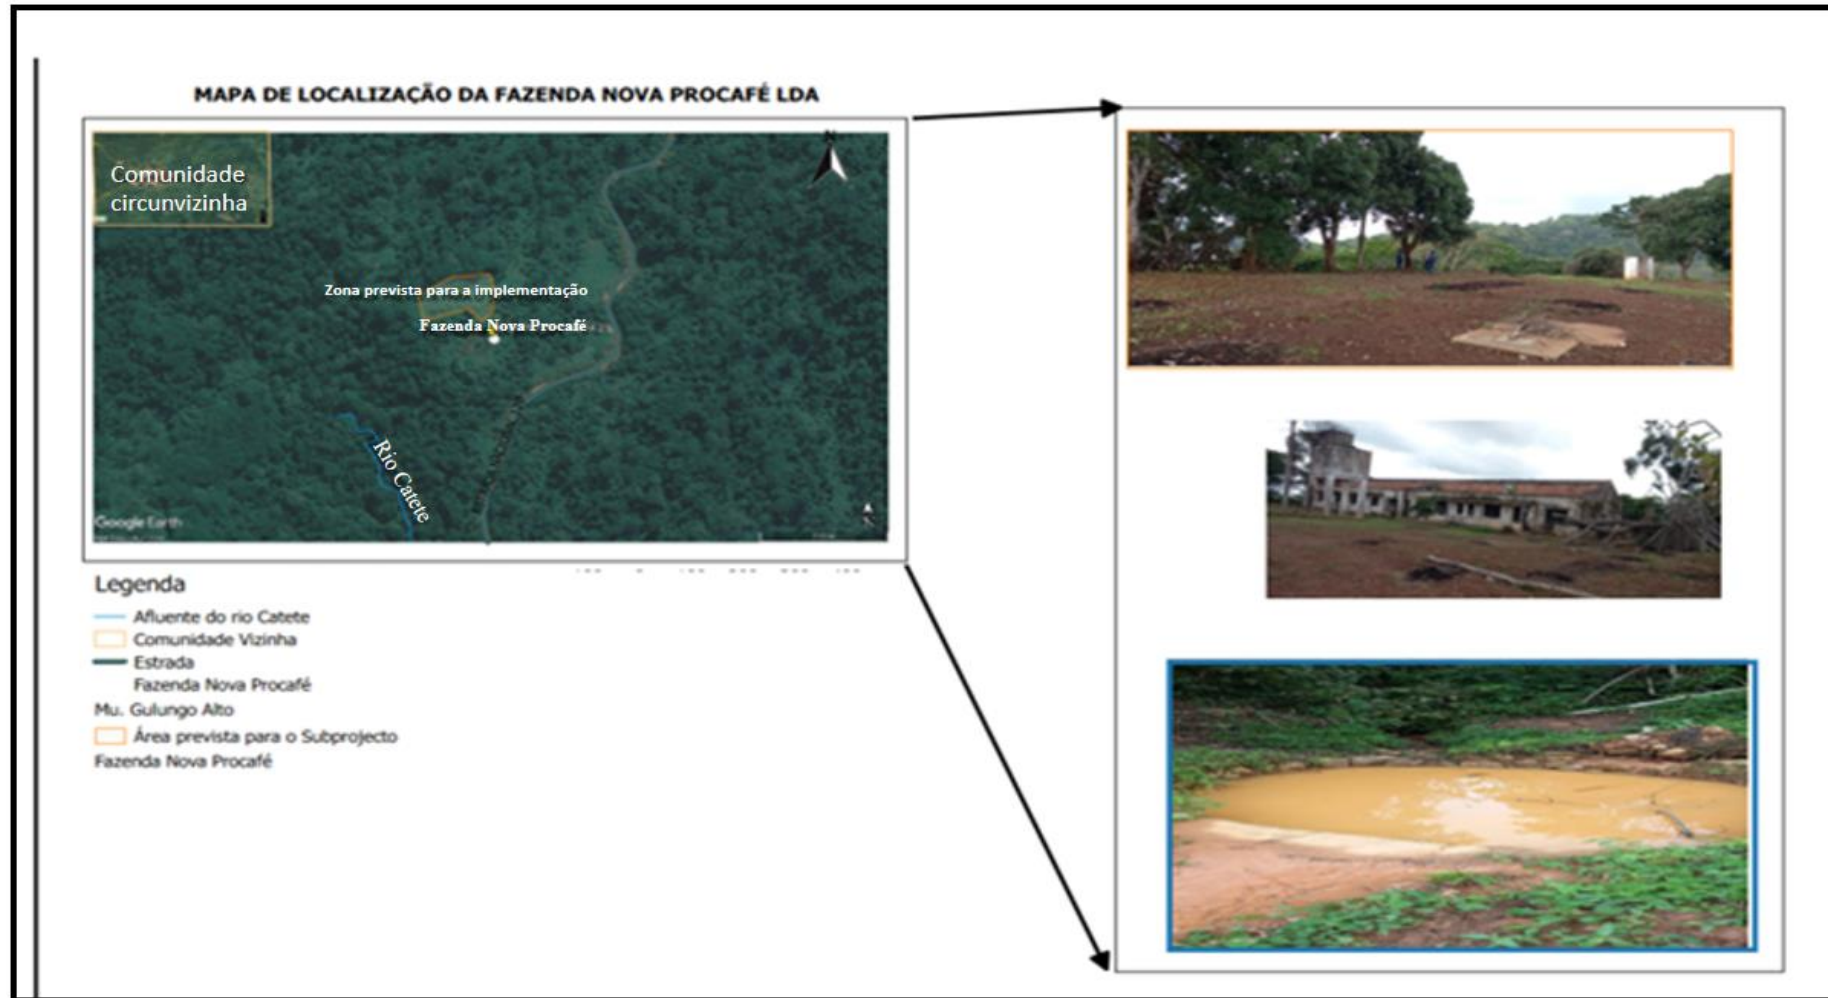 MAPA DE LOCALIZAÇÃO DA FAZENDA NOVA PROCAFÉ LDA
N
Comunidade
circunvizinha
Zona prevista para a implementação
Fazenda Nova Procafé
Rio Catete
Google Earth
Legenda
Afluente do rio Catete
Comunidade Vizinha
Estrada
Fazenda Nova Procafé
Mu. Gulungo Alto
Área prevista para o Subprojecto
Fazenda Nova Procafé